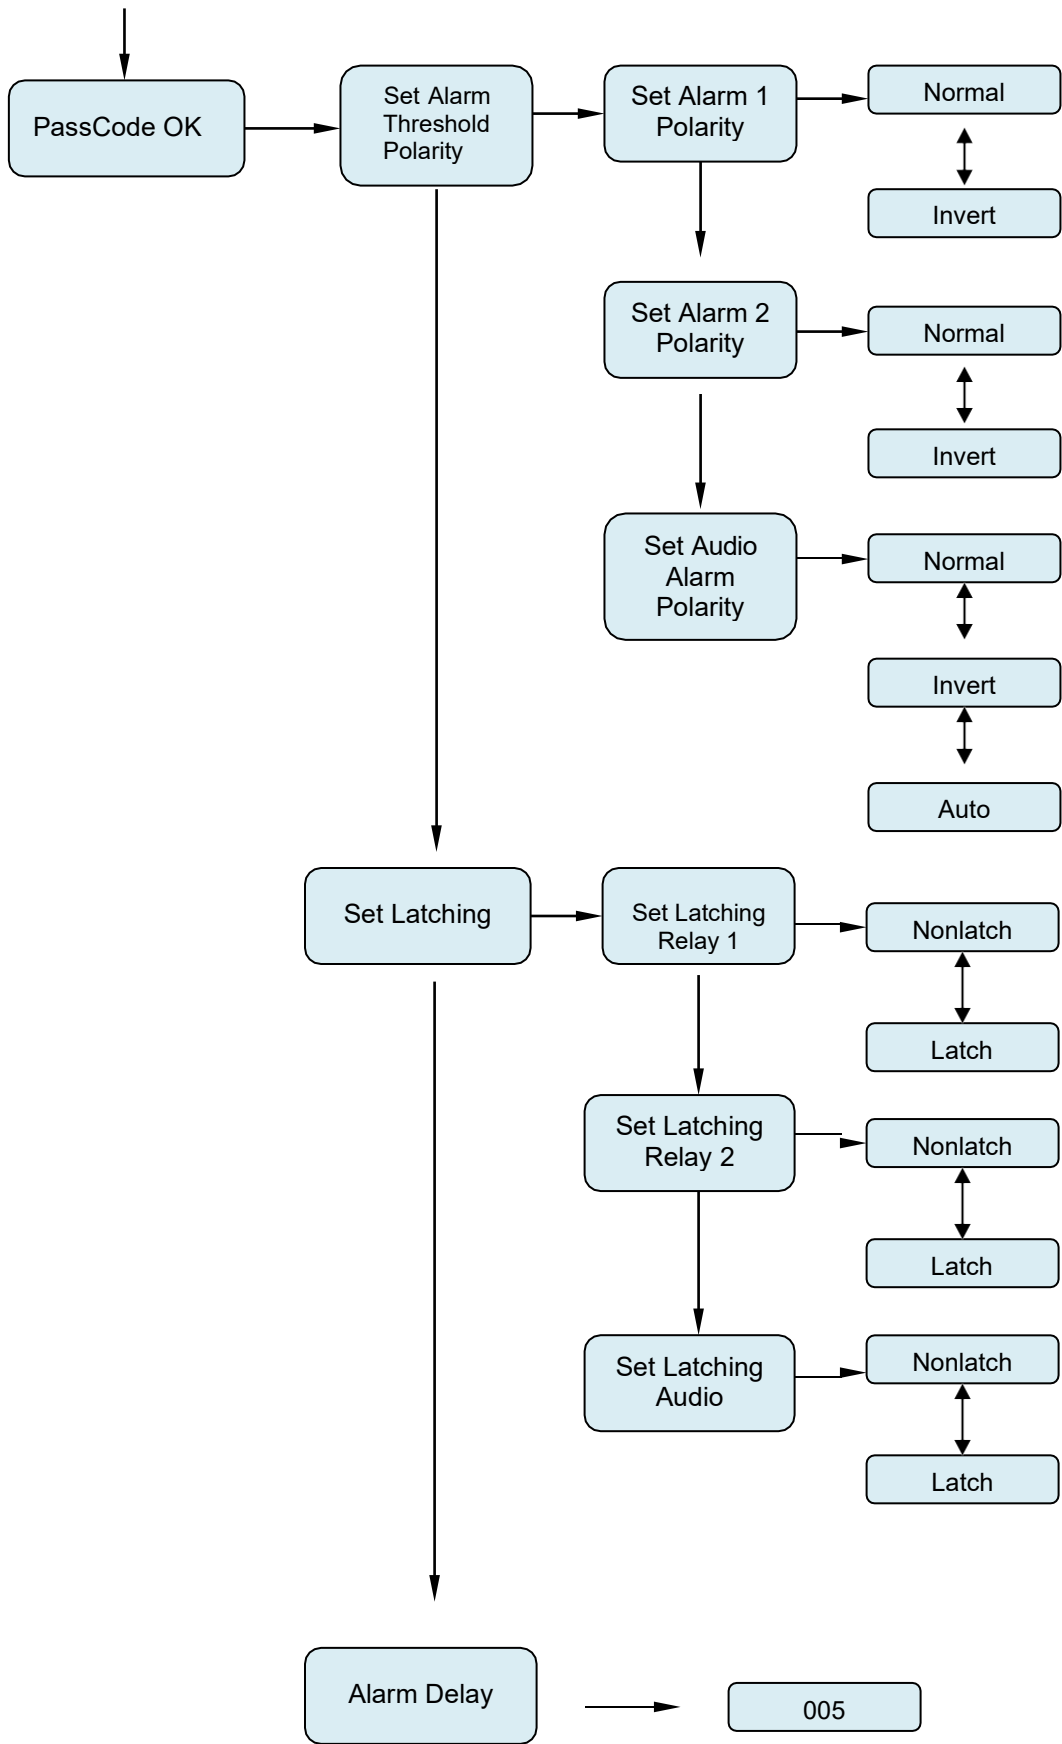 PassCode OK
Set Alarm
Threshold
Polarity
Set Alarm 1
Polarity
Normal
Invert
Set Alarm 2
Polarity
Normal
Invert
Set Audio
Alarm
Polarity
Normal
Invert
Auto
Set Latching
Set Latching
Relay 1
Nonlatch
Latch
Set Latching
Relay 2
Nonlatch
Latch
Set Latching
Audio
Nonlatch
Latch
Alarm Delay
005